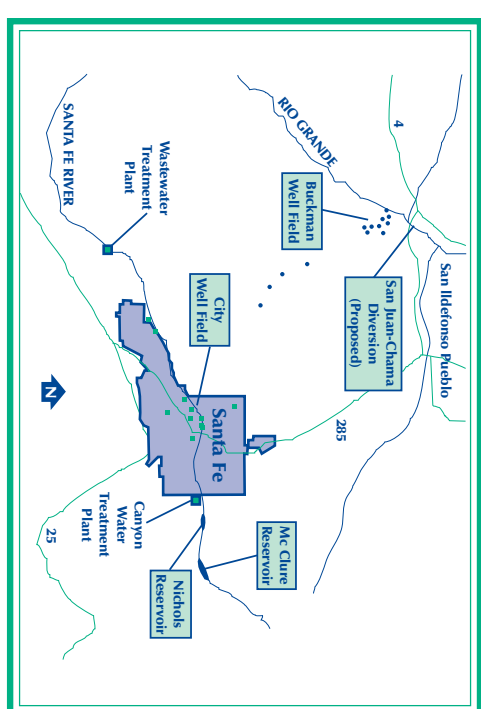 4
RIO GRANDE
San Ildefonso Pueblo
San Juan-Chama
Diversion
(Proposed)
Buckman
Well Field
SANTA FE RIVER
Wastewater
Treatment
Plant
City
Well Field
285
Santa Fe
N
Mc Clure
Reservoir
Nichols
Reservoir
Canyon
Water
Treatment
Plant
25